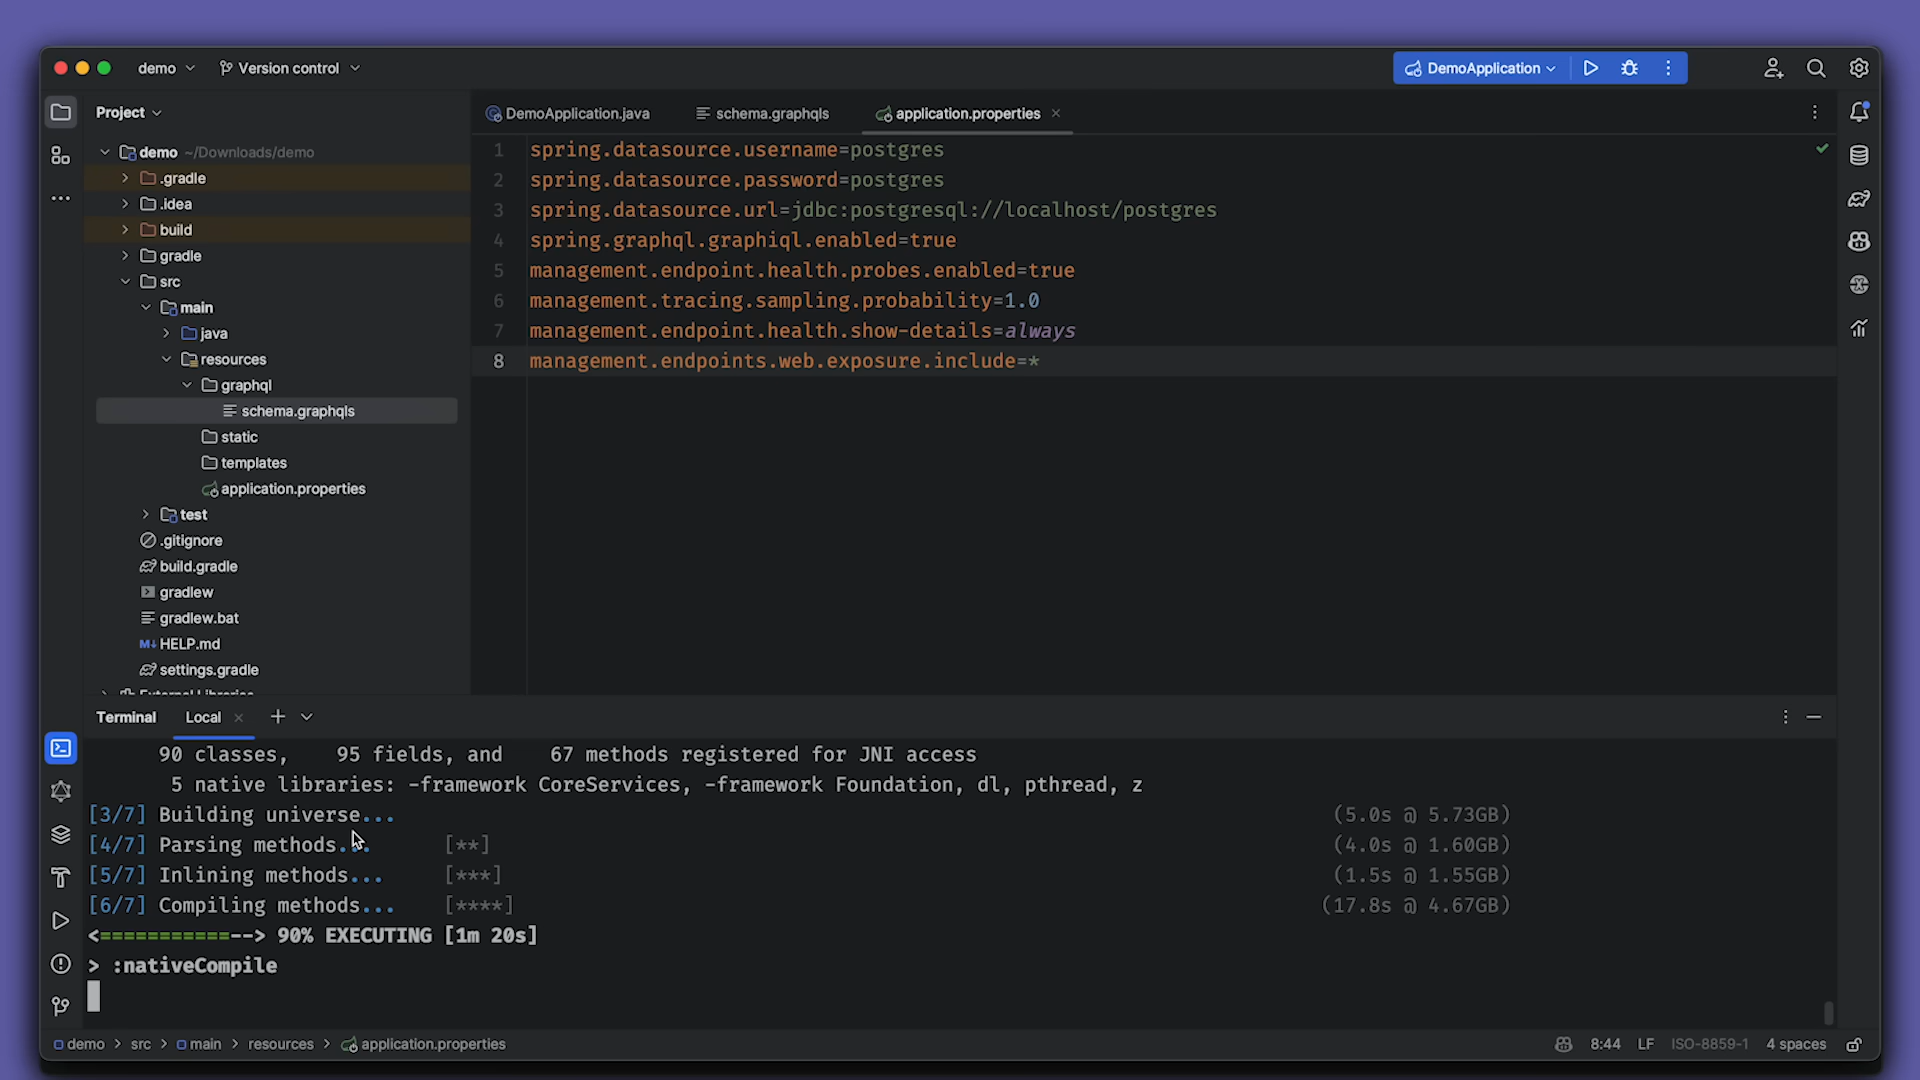 demo
Version control
DemoApplication
Project
DemoApplication.java
schema.graphqls
application.properties
demo ~/Downloads/demo
.gradle
.idea
build
gradle
src
main
java
resources
graphql
schema.graphqls
static
templates
application.properties
test
.gitignore
build.gradle
gradlew
gradlew.bat
M↓ HELP.md
settings.gradle
External Libraries
1 spring.datasource.username=postgres
2 spring.datasource.password=postgres
3 spring.datasource.url=jdbc:postgresql://localhost/postgres
4 spring.graphql.graphiql.enabled=true
5 management.endpoint.health.probes.enabled=true
6 management.tracing.sampling.probability=1.0
7 management.endpoint.health.show-details=always
8 management.endpoints.web.exposure.include=*
Terminal Local
90 classes, 95 fields, and 67 methods registered for JNI access
5 native libraries: -framework CoreServices, -framework Foundation, dl, pthread, z
[3/7] Building universe... (5.0s @ 5.73GB)
[4/7] Parsing methods... [**] (4.0s @ 1.60GB)
[5/7] Inlining methods... [***] (1.5s @ 1.55GB)
[6/7] Compiling methods... [****] (17.8s @ 4.67GB)
<===========--> 90% EXECUTING [1m 20s]
> :nativeCompile
demo > src > main > resources > application.properties
8:44 LF ISO-8859-1 4 spaces